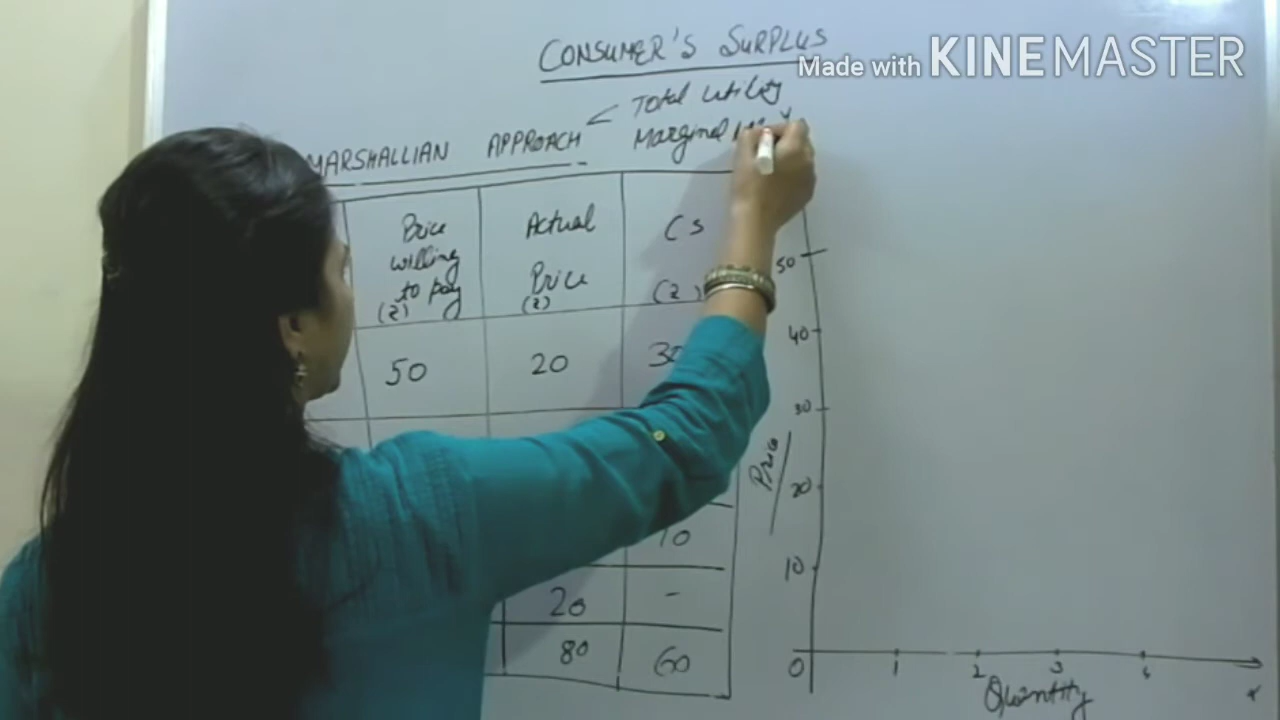 CONSUMER'S SURPLUS
Made with KINEMASTER
MARSHALLIAN APPROACH < Total Utility
Marginal
Price willing to pay (₹)
Actual Price (₹)
CS (₹)
50 20 30
10
20 -
80 60
Y
50
40
30
20
10
0
Price
1 2 3 4 X
Quantity